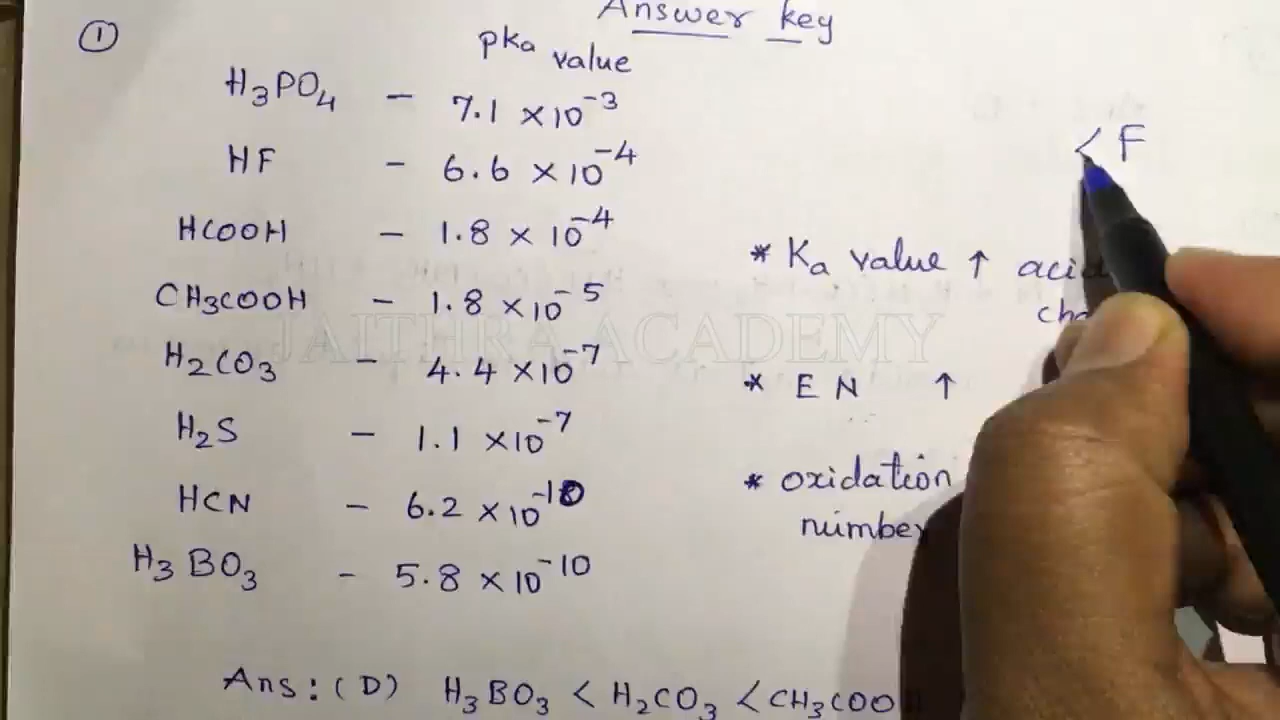 Answer key
①
pKa value
H₃PO₄ – 7.1 × 10⁻³
HF – 6.6 × 10⁻⁴
< F
HCOOH – 1.8 × 10⁻⁴
* Ka value ↑
CH₃COOH – 1.8 × 10⁻⁵
JAITHRA ACADEMY
H₂CO₃ – 4.4 × 10⁻⁷
* EN ↑
H₂S – 1.1 × 10⁻⁷
* oxidation
number
HCN – 6.2 × 10⁻¹⁰
H₃BO₃ – 5.8 × 10⁻¹⁰
Ans : (D) H₃BO₃ < H₂CO₃ < CH₃COO